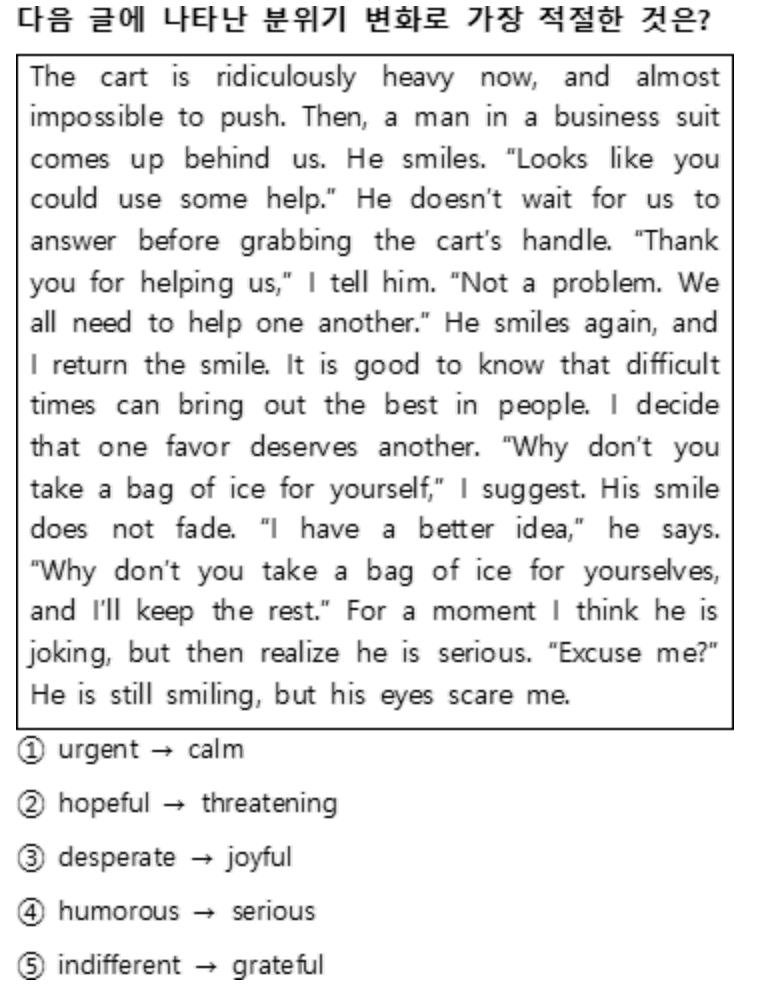 다음 글에 나타난 분위기 변화로 가장 적절한 것은?
The cart is ridiculously heavy now, and almost
impossible to push. Then, a man in a business suit
comes up behind us. He smiles. “Looks like you
could use some help.” He doesn’t wait for us to
answer before grabbing the cart’s handle. “Thank
you for helping us,” I tell him. “Not a problem. We
all need to help one another.” He smiles again, and
I return the smile. It is good to know that difficult
times can bring out the best in people. I decide
that one favor deserves another. “Why don’t you
take a bag of ice for yourself,” I suggest. His smile
does not fade. “I have a better idea,” he says.
“Why don’t you take a bag of ice for yourselves,
and I’ll keep the rest.” For a moment I think he is
joking, but then realize he is serious. “Excuse me?”
He is still smiling, but his eyes scare me.
① urgent → calm
② hopeful → threatening
③ desperate → joyful
④ humorous → serious
⑤ indifferent → grateful